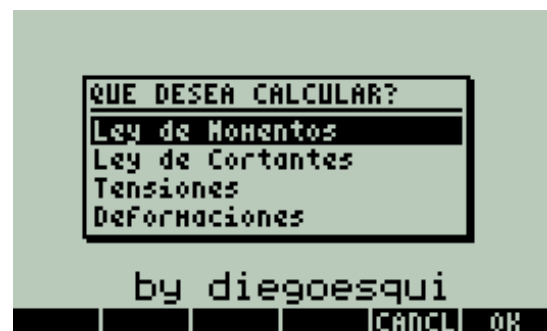 QUE DESEA CALCULAR?
Ley de Momentos
Ley de Cortantes
Tensiones
Deformaciones
by diegoesqui
CANCL OK